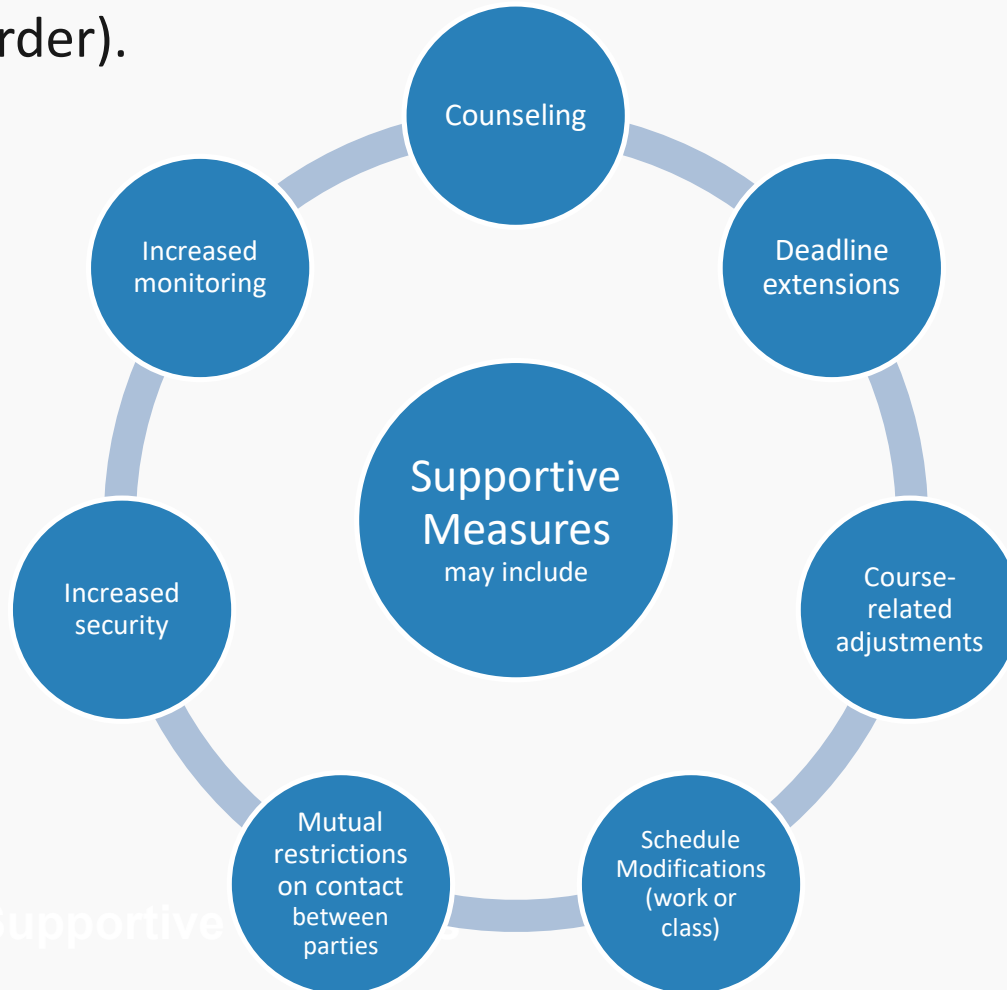 rder).
Counseling
Deadline
extensions
Course-
related
adjustments
Schedule
Modifications
(work or
class)
Mutual
restrictions
on contact
between
parties
Increased
security
Increased
monitoring
Supportive
Measures
may include
Supportive